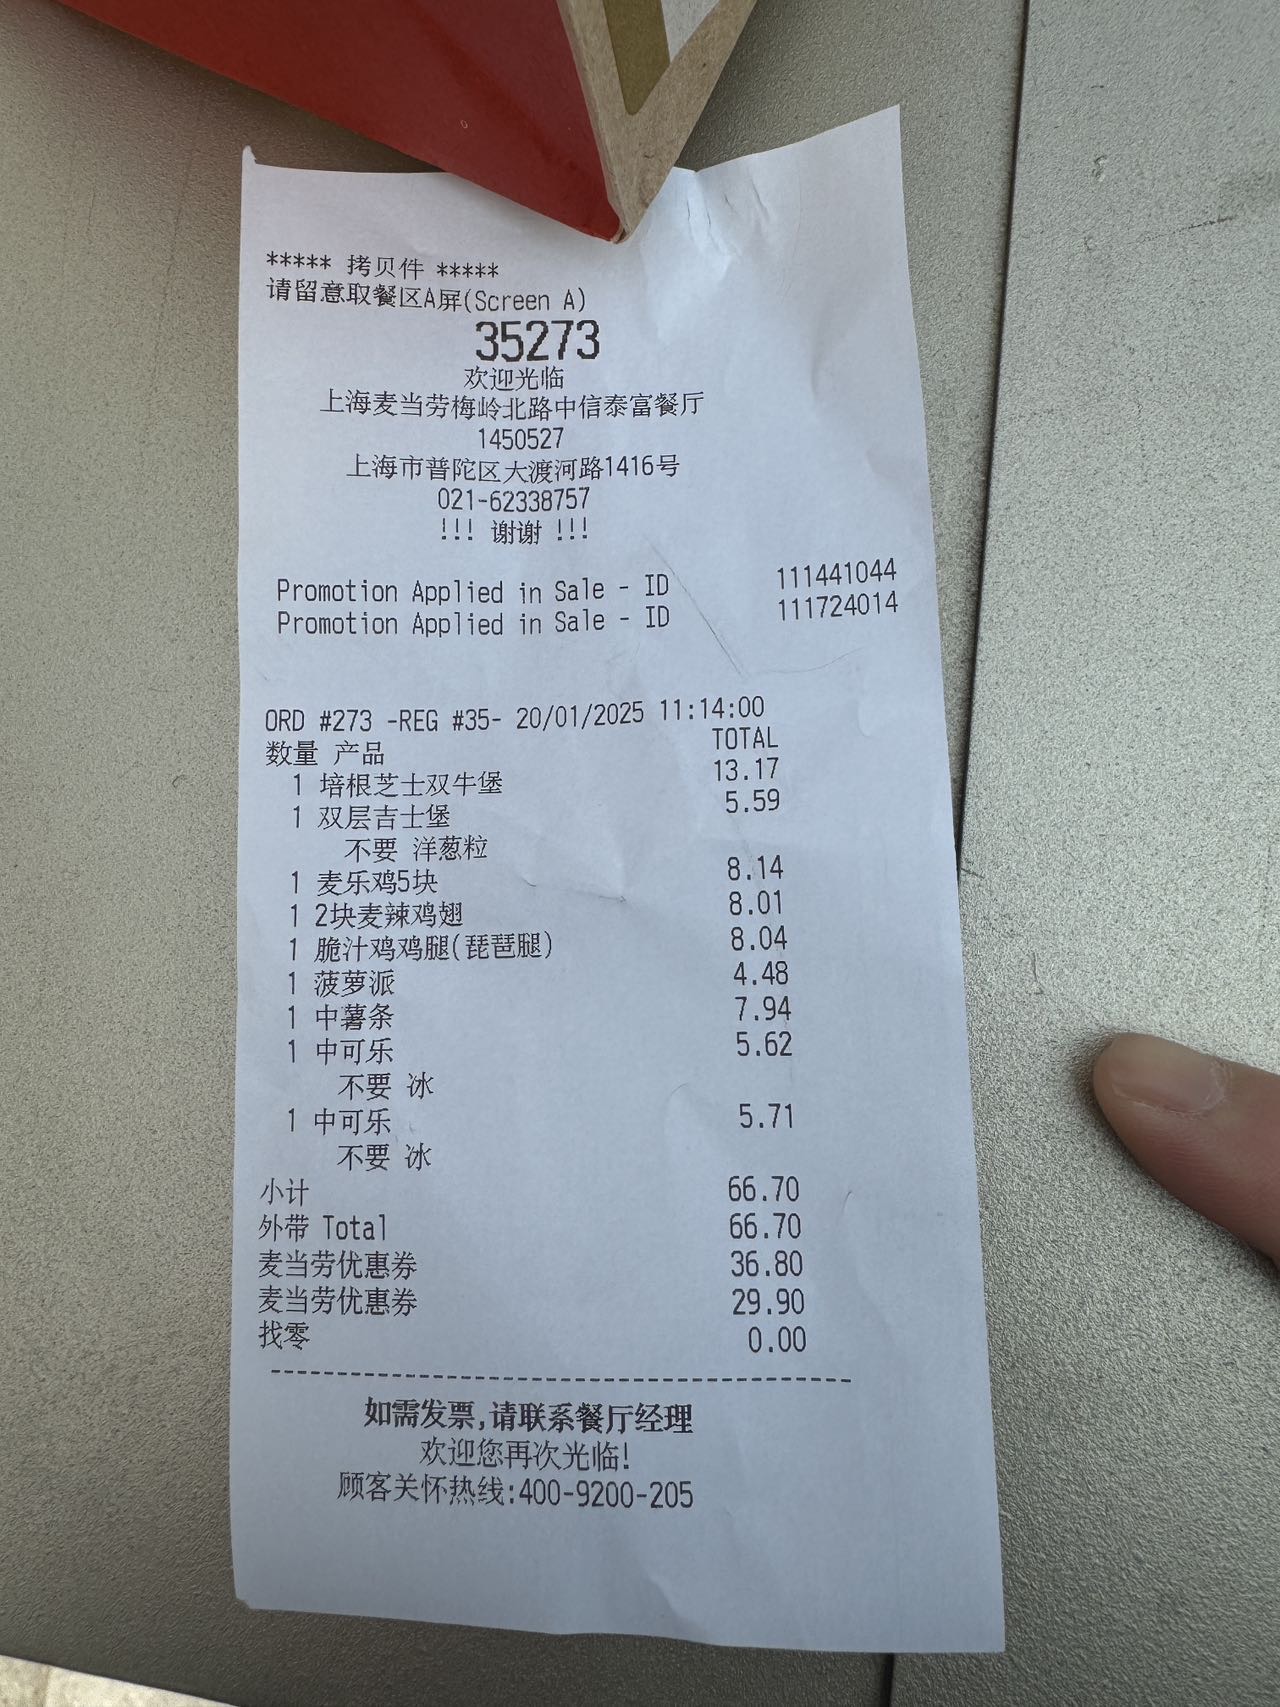 ***** 拷贝件 *****
请留意取餐区A屏(Screen A)
35273
欢迎光临
上海麦当劳梅岭北路中信泰富餐厅
1450527
上海市普陀区大渡河路1416号
021-62338757
!!! 谢谢 !!!
Promotion Applied in Sale - ID 111441044
Promotion Applied in Sale - ID 111724014
ORD #273 -REG #35- 20/01/2025 11:14:00
数量 产品 TOTAL
1 培根芝士双牛堡 13.17
1 双层吉士堡 5.59
不要 洋葱粒
1 麦乐鸡5块 8.14
1 2块麦辣鸡翅 8.01
1 脆汁鸡鸡腿(琵琶腿) 8.04
1 菠萝派 4.48
1 中薯条 7.94
1 中可乐 5.62
不要 冰
1 中可乐 5.71
不要 冰
小计 66.70
外带 Total 66.70
麦当劳优惠券 36.80
麦当劳优惠券 29.90
找零 0.00
如需发票,请联系餐厅经理
欢迎您再次光临!
顾客关怀热线:400-9200-205